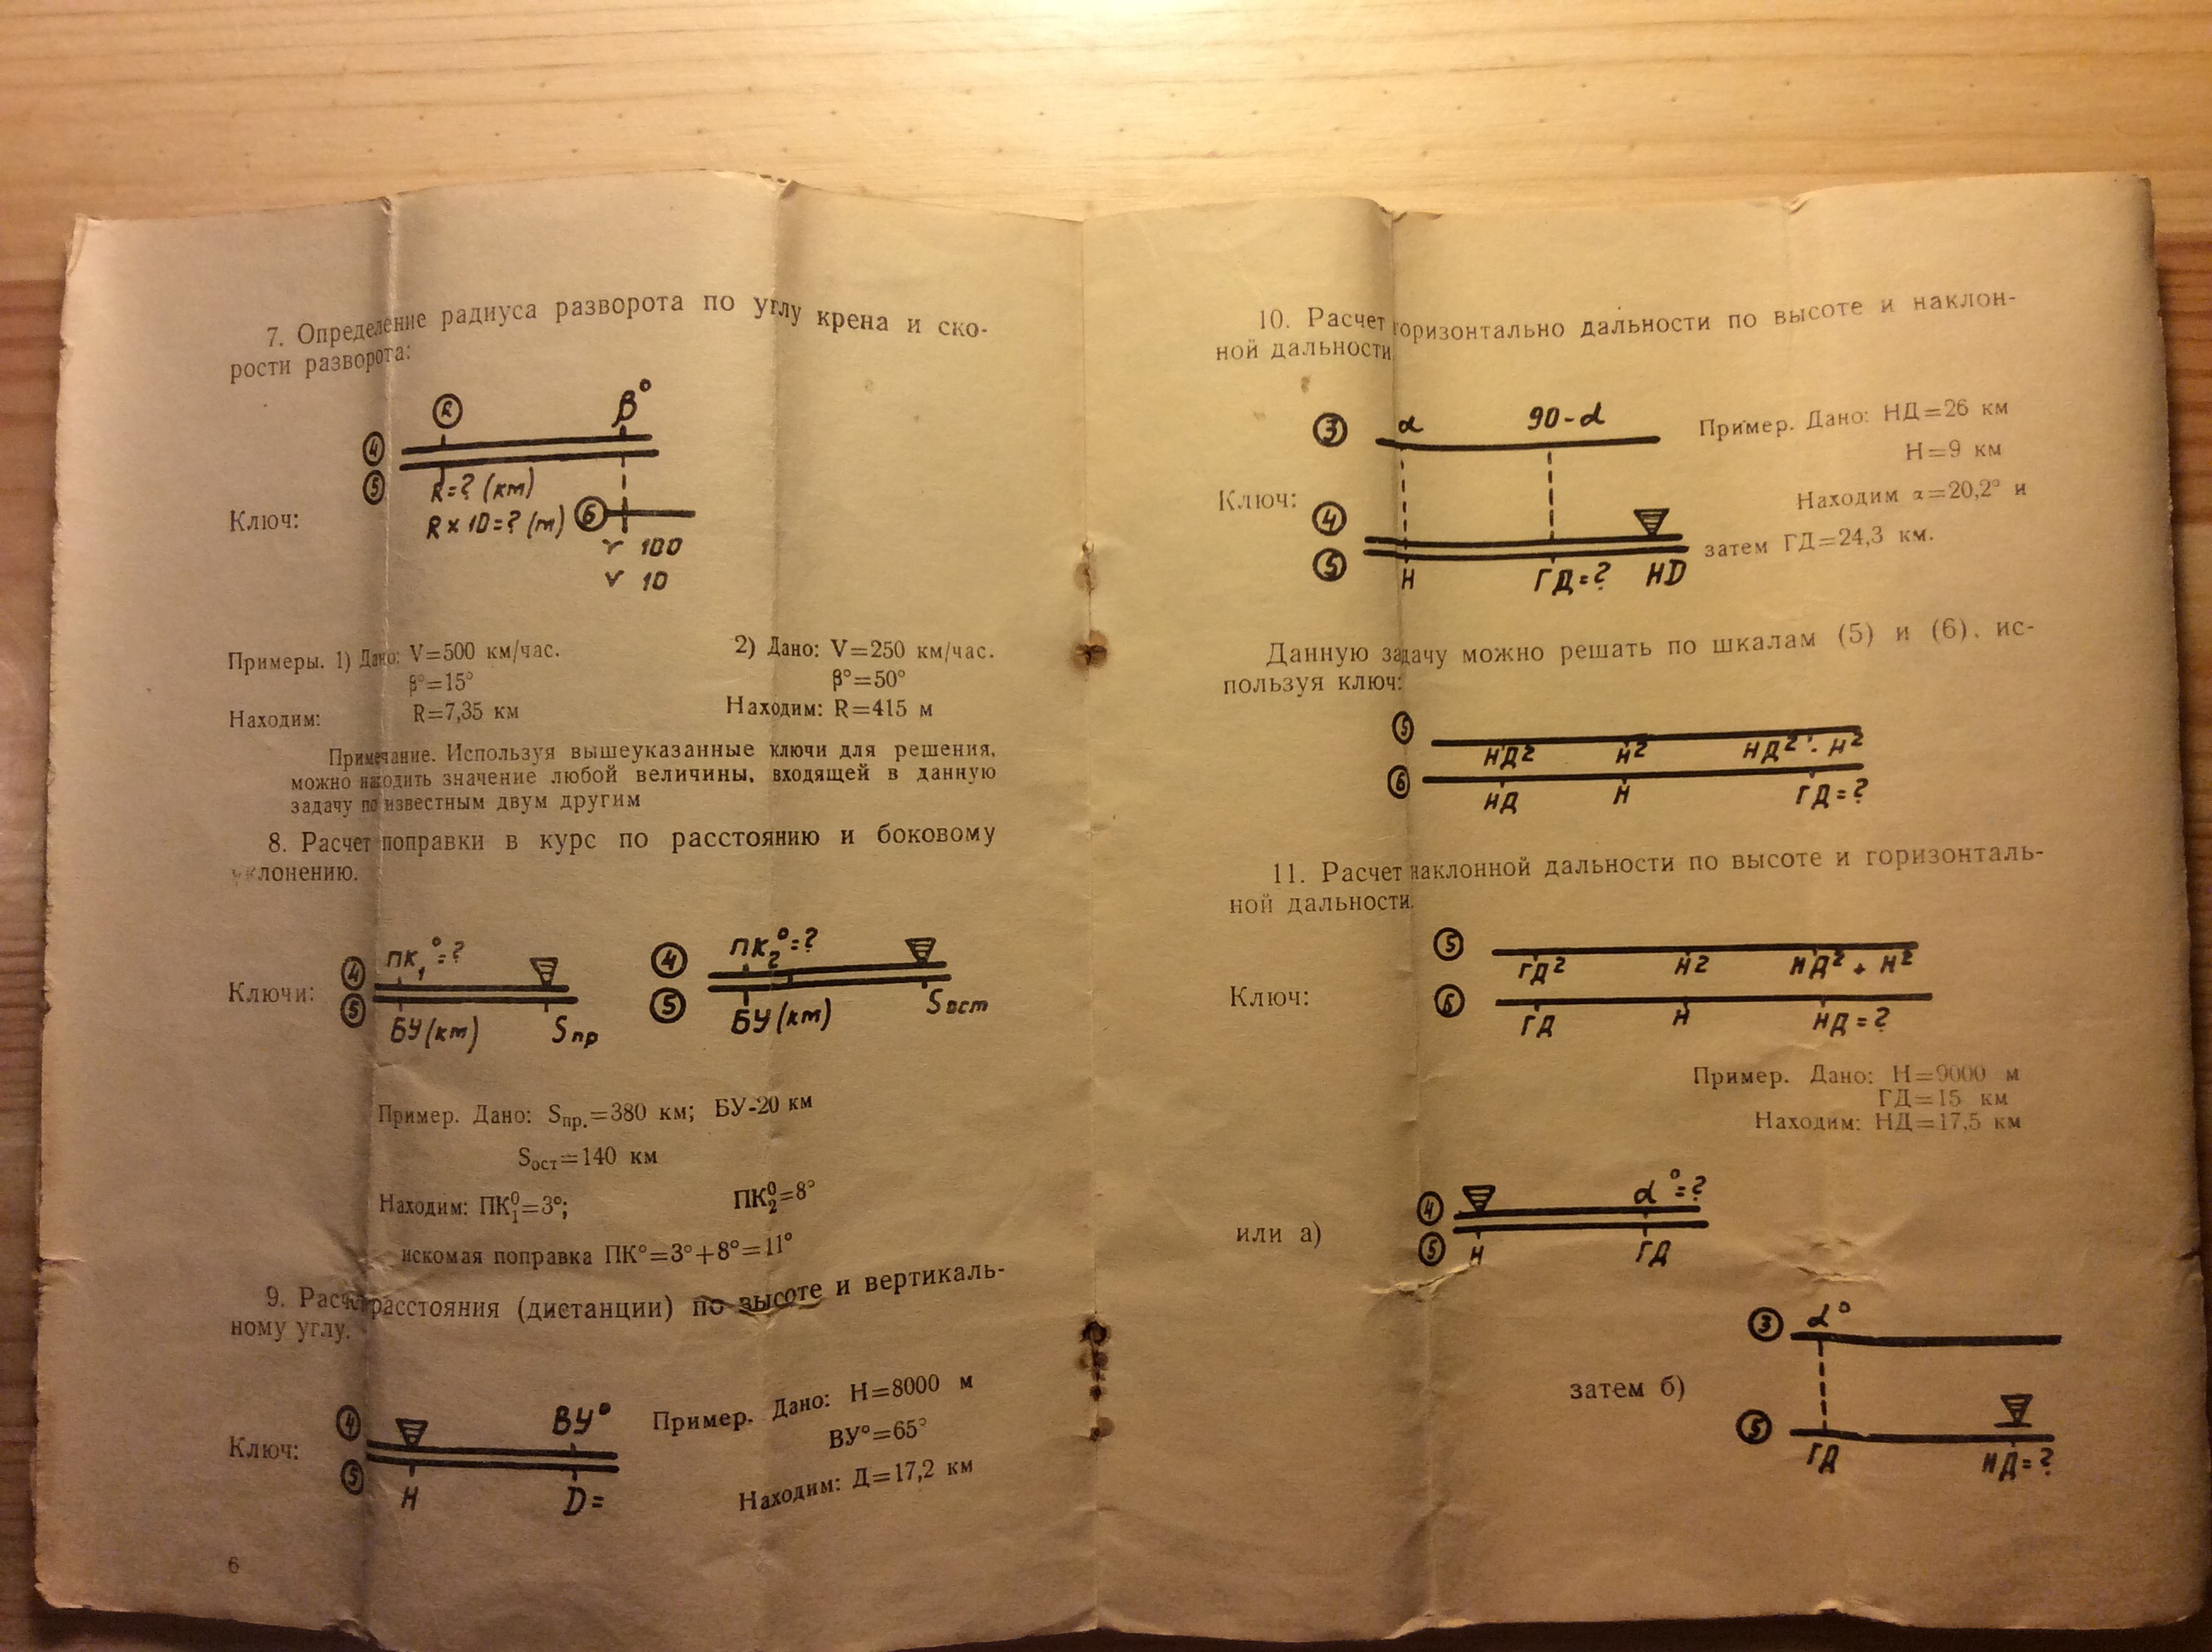 7. Определение радиуса разворота по углу крена и ско-
рости разворота:
R β°
4
5
R=? (км)
Ключ: R×10=? (м) 6
V 100
V 10
Примеры. 1) Дано: V=500 км/час. 2) Дано: V=250 км/час.
β°=15° β°=50°
Находим: R=7,35 км Находим: R=415 м
Примечание. Используя вышеуказанные ключи для решения,
можно находить значение любой величины, входящей в данную
задачу по известным двум другим
8. Расчет поправки в курс по расстоянию и боковому
уклонению.
4 ПК₁°=? 4 ПК₂°=?
Ключи: 5 БУ(км) Sпр 5 БУ(км) Sост
Пример. Дано: Sпр.=380 км; БУ-20 км
Sост=140 км
Находим: ПК₁⁰=3°; ПК₂⁰=8°
искомая поправка ПК°=3°+8°=11°
9. Расчет расстояния (дистанции) по высоте и вертикаль-
ному углу.
4 ВУ° Пример. Дано: H=8000 м
Ключ: ВУ°=65°
5 H D= Находим: Д=17,2 км
6
10. Расчет горизонтально дальности по высоте и наклон-
ной дальности
3 α 90-α Пример. Дано: НД=26 км
H=9 км
Ключ: Находим α=20,2° и
4 затем ГД=24,3 км.
5 H ГД=? НD
Данную задачу можно решать по шкалам (5) и (6), ис-
пользуя ключ:
5 НД² H² НД²-H²
6 НД H ГД=?
11. Расчет наклонной дальности по высоте и горизонталь-
ной дальности.
5 ГД² H² НД²+H²
Ключ: 6 ГД H НД=?
Пример. Дано: H=9000 м
ГД=15 км
Находим: НД=17,5 км
4 α°=?
или а)
5 H ГД
3 α°
затем б)
5 ГД НД=?